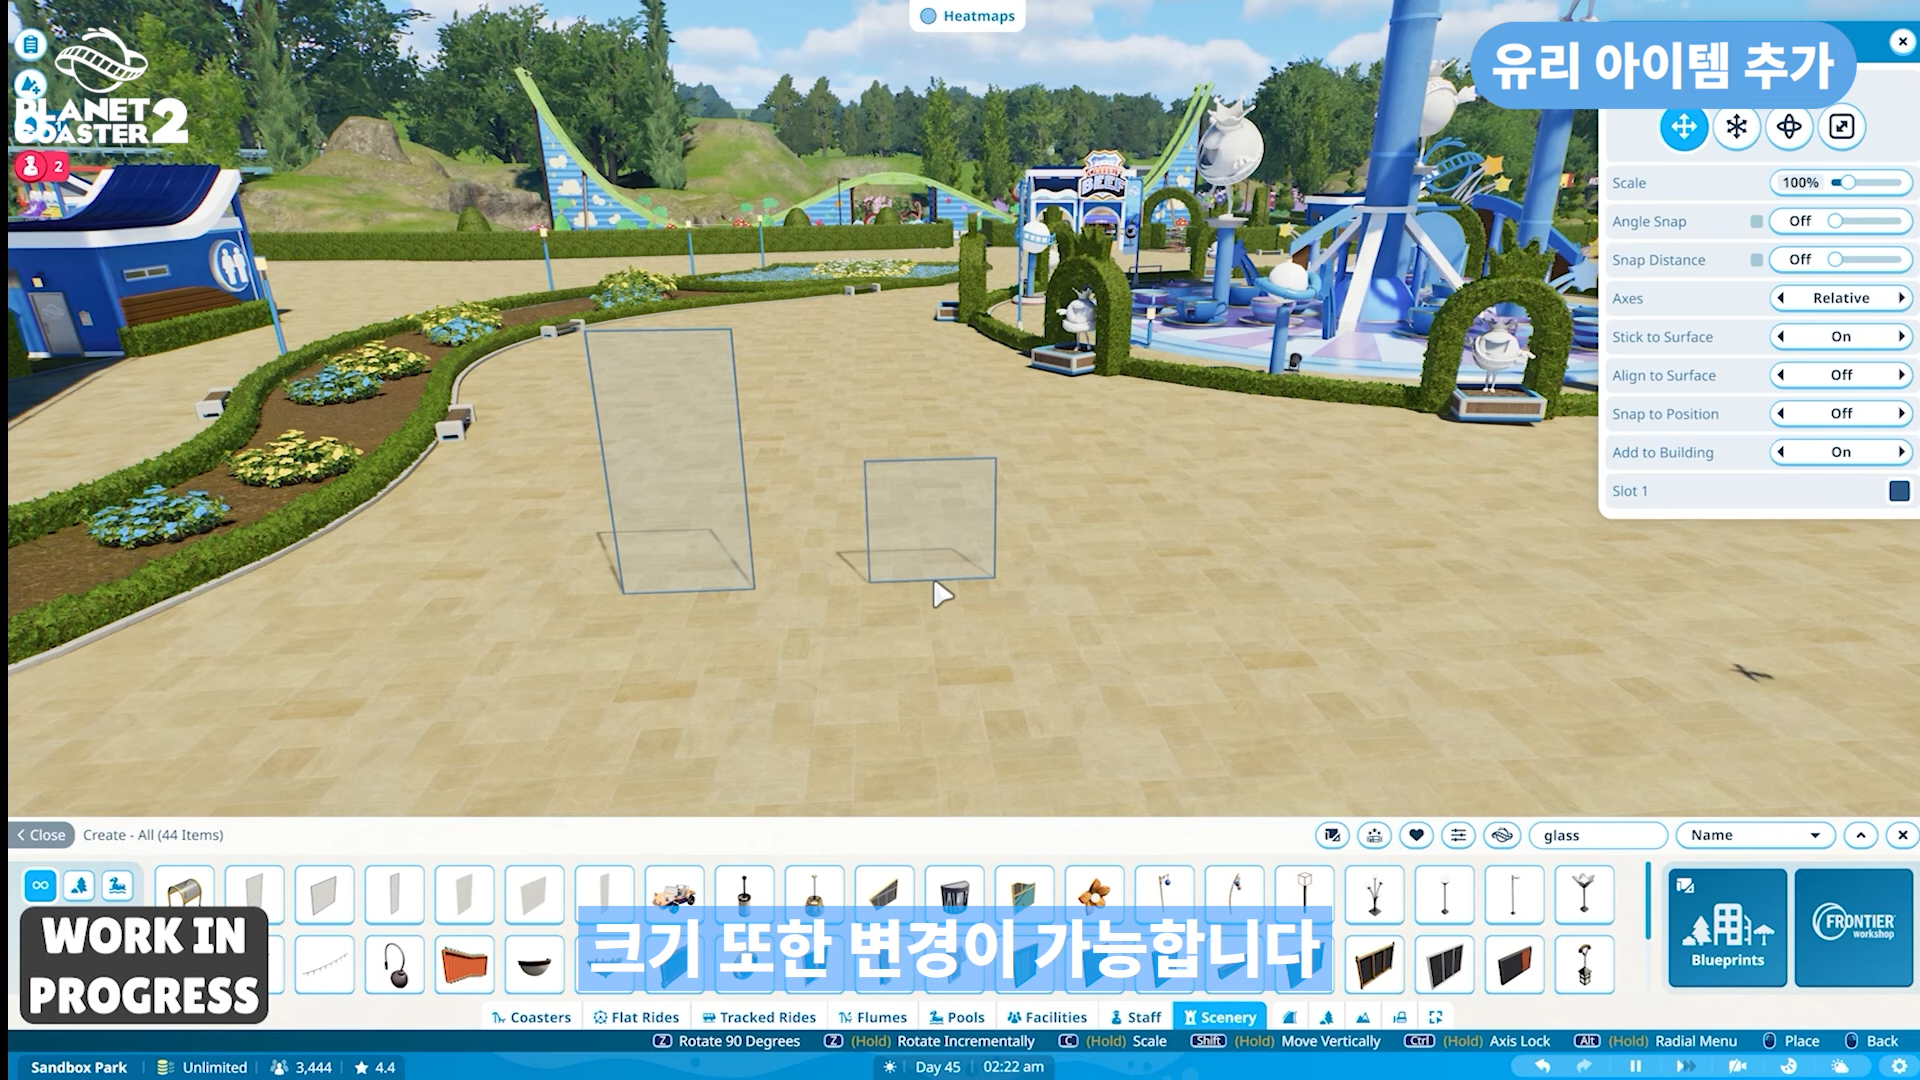 Heatmaps
유리 아이템 추가
PLANET
COASTER 2
2
LOADED
BEEF
Scale 100%
Angle Snap Off
Snap Distance Off
Axes Relative
Stick to Surface On
Align to Surface Off
Snap to Position Off
Add to Building On
Slot 1
Close Create - All (44 Items) glass Name
WORK IN
PROGRESS
크기 또한 변경이 가능합니다
Blueprints
FRONTIER
workshop
Coasters Flat Rides Tracked Rides Flumes Pools Facilities Staff Scenery
Z Rotate 90 Degrees Z (Hold) Rotate Incrementally C (Hold) Scale Shift (Hold) Move Vertically Ctrl (Hold) Axis Lock Alt (Hold) Radial Menu Place Back
Sandbox Park Unlimited 3,444 4.4 Day 45 02:22 am